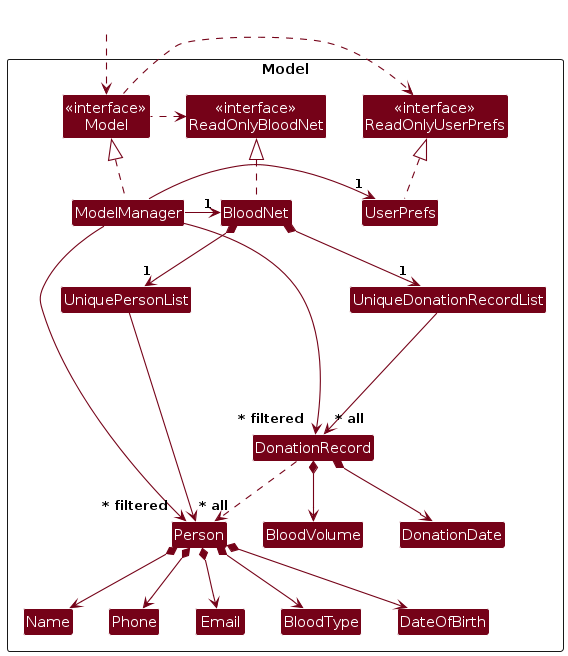 Model
«interface»
Model
«interface»
ReadOnlyBloodNet
«interface»
ReadOnlyUserPrefs
1
1
ModelManager
BloodNet
UserPrefs
1
1
UniquePersonList
UniqueDonationRecordList
* filtered
* all
DonationRecord
* filtered
* all
Person
BloodVolume
DonationDate
Name
Phone
Email
BloodType
DateOfBirth